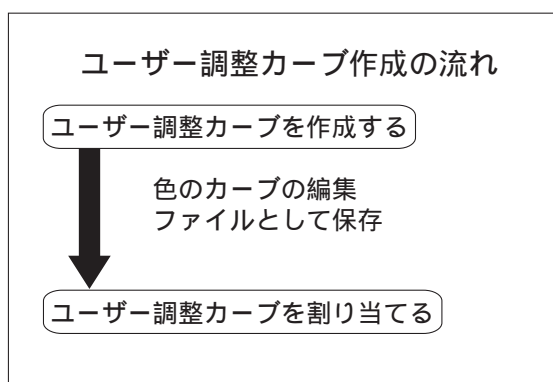 ユーザー調整カーブ作成の流れ
ユーザー調整カーブを作成する
色のカーブの編集
ファイルとして保存
ユーザー調整カーブを割り当てる